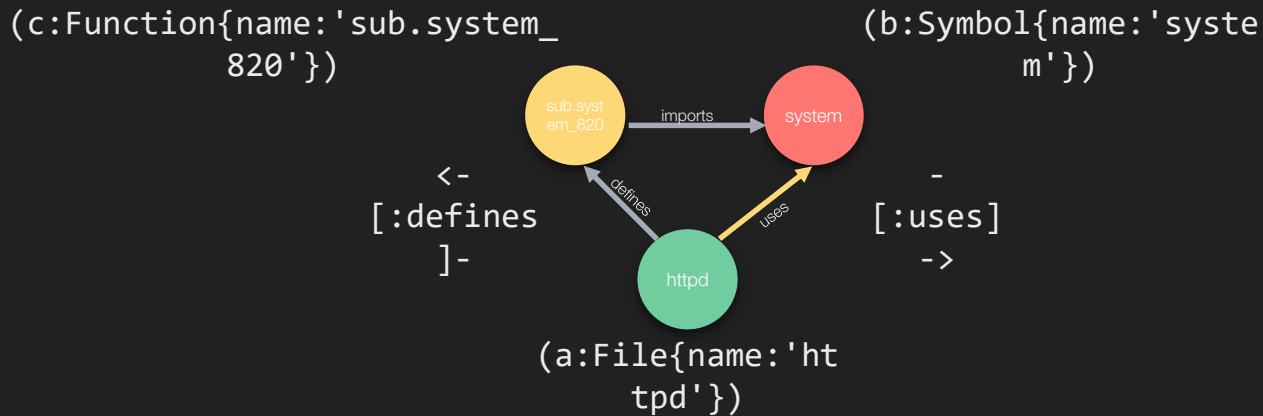 (c:Function{name:'sub.system_
820'})
(b:Symbol{name:'syste
m'})
sub.syst
em_820
imports
system
<-
[:defines
]-
defines
uses
-
[:uses]
->
httpd
(a:File{name:'ht
tpd'})